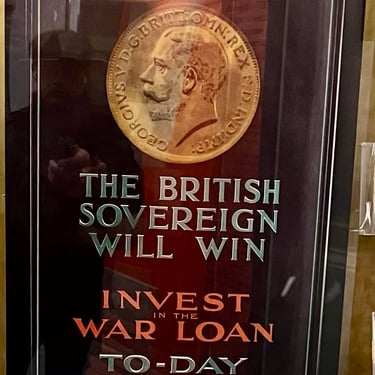 GEORGIVS V D.G. BRITT: OMN: REX F.D. IND: IMP:
THE BRITISH
SOVEREIGN
WILL WIN
INVEST
IN THE
WAR LOAN
TO-DAY